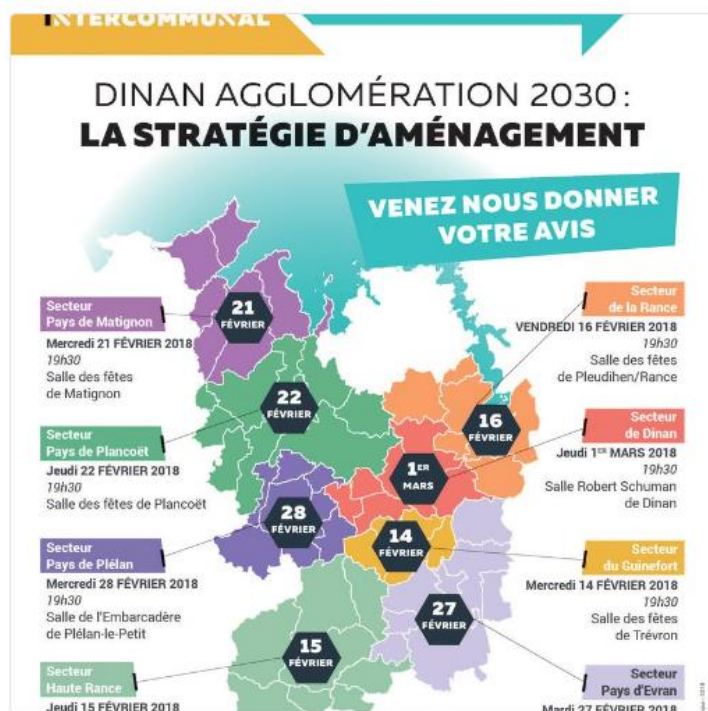 INTERCOMMUNAL
DINAN AGGLOMÉRATION 2030 :
LA STRATÉGIE D'AMÉNAGEMENT
VENEZ NOUS DONNER
VOTRE AVIS
Secteur
Pays de Matignon
Mercredi 21 FÉVRIER 2018
19h30
Salle des fêtes
de Matignon
21
FÉVRIER
Secteur
de la Rance
VENDREDI 16 FÉVRIER 2018
19h30
Salle des fêtes
de Pleudihen/Rance
22
FÉVRIER
16
FÉVRIER
Secteur
Pays de Plancoët
Jeudi 22 FÉVRIER 2018
19h30
Salle des fêtes de Plancoët
Secteur
de Dinan
Jeudi 1ER MARS 2018
19h30
Salle Robert Schuman
de Dinan
1ER
MARS
28
FÉVRIER
14
FÉVRIER
Secteur
Pays de Plélan
Mercredi 28 FÉVRIER 2018
19h30
Salle de l'Embarcadère
de Plélan-le-Petit
Secteur
du Guinefort
Mercredi 14 FÉVRIER 2018
19h30
Salle des fêtes
de Trévron
27
FÉVRIER
15
FÉVRIER
Secteur
Haute Rance
Jeudi 15 FÉVRIER 2018
Secteur
Pays d'Evran
Mardi 27 FÉVRIER 2018